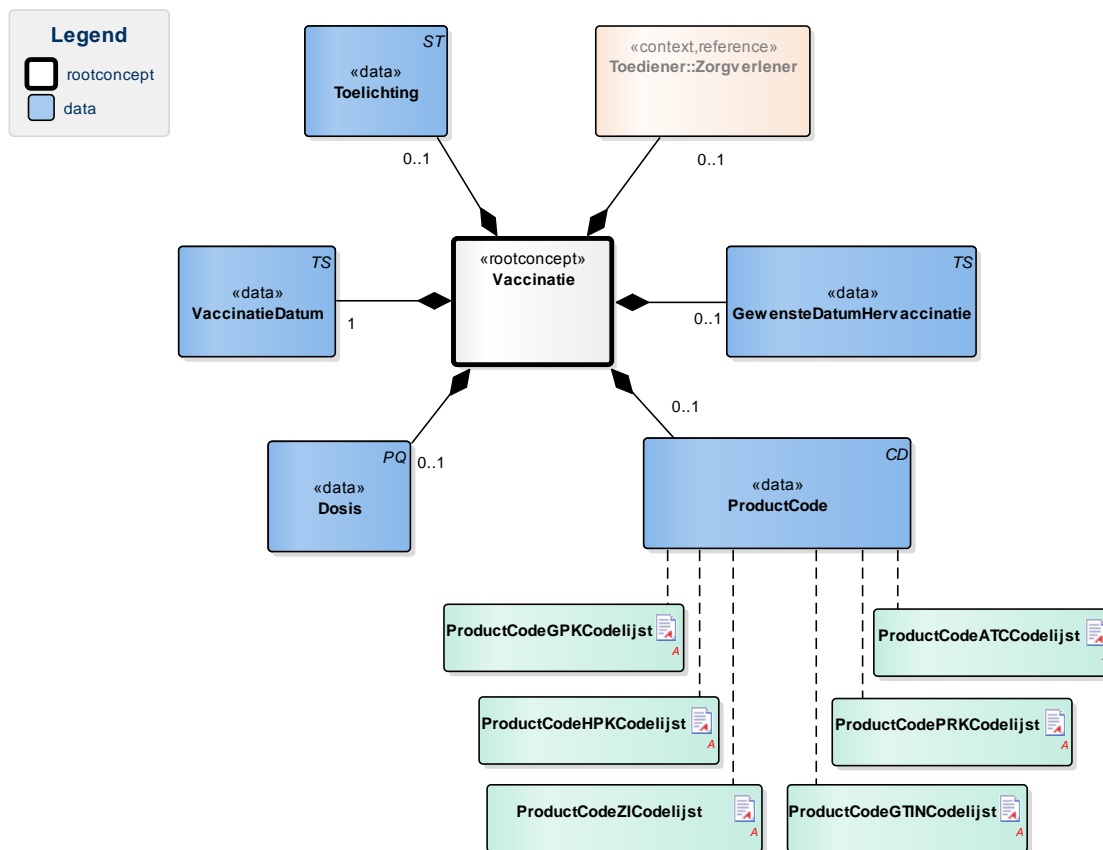 Legend
rootconcept
data
ST
«data»
Toelichting
0..1
«context,reference»
Toediener::Zorgverlener
0..1
TS
«data»
VaccinatieDatum
1
«rootconcept»
Vaccinatie
TS
«data»
GewensteDatumHervaccinatie
0..1
0..1
PQ
«data»
Dosis
0..1
CD
«data»
ProductCode
ProductCodeGPKCodelijst
A
ProductCodeATCCodelijst
ProductCodeHPKCodelijst
A
ProductCodePRKCodelijst
A
ProductCodeZICodelijst
A
ProductCodeGTINCodelijst
A